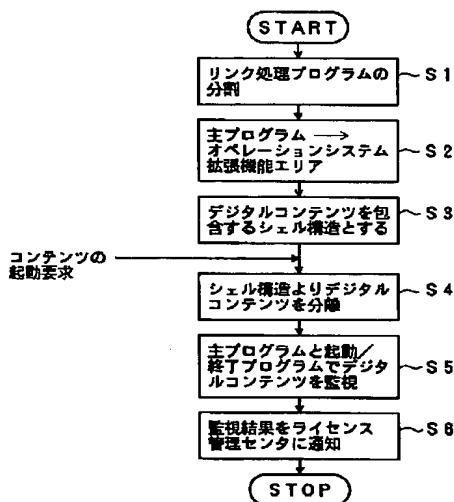 START
リンク処理プログラムの
分割
S1
主プログラム →
オペレーションシステム
拡張機能エリア
S2
デジタルコンテンツを包
含するシェル構造とする
S3
コンテンツの
起動要求
シェル構造よりデジタル
コンテンツを分離
S4
主プログラムと起動/
終了プログラムでデジタ
ルコンテンツを監視
S5
監視結果をライセンス
管理センタに通知
S6
STOP